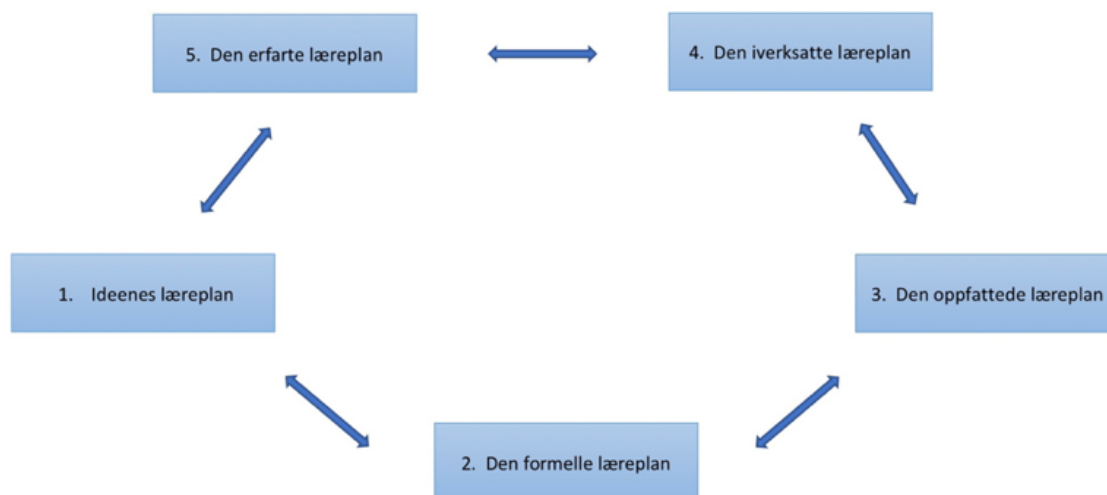 5. Den erfarte læreplan
4. Den iverksatte læreplan
1. Ideenes læreplan
3. Den oppfattede læreplan
2. Den formelle læreplan